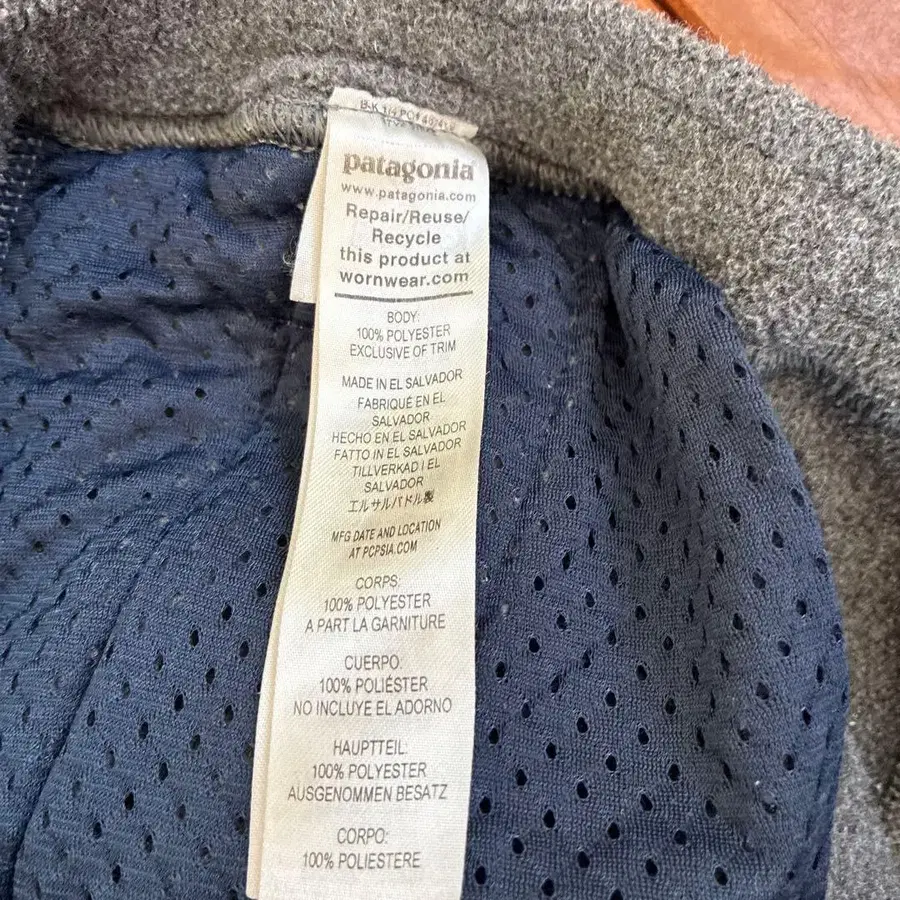 patagonia
www.patagonia.com
Repair/Reuse/
Recycle
this product at
wornwear.com
BODY:
100% POLYESTER
EXCLUSIVE OF TRIM
MADE IN EL SALVADOR
FABRIQUÉ EN EL
SALVADOR
HECHO EN EL SALVADOR
FATTO IN EL SALVADOR
TILLVERKAD I EL
SALVADOR
エルサルバドル製
MFG DATE AND LOCATION
AT PCPSIA.COM
CORPS:
100% POLYESTER
A PART LA GARNITURE
CUERPO:
100% POLIÉSTER
NO INCLUYE EL ADORNO
HAUPTTEIL:
100% POLYESTER
AUSGENOMMEN BESATZ
CORPO:
100% POLIESTERE